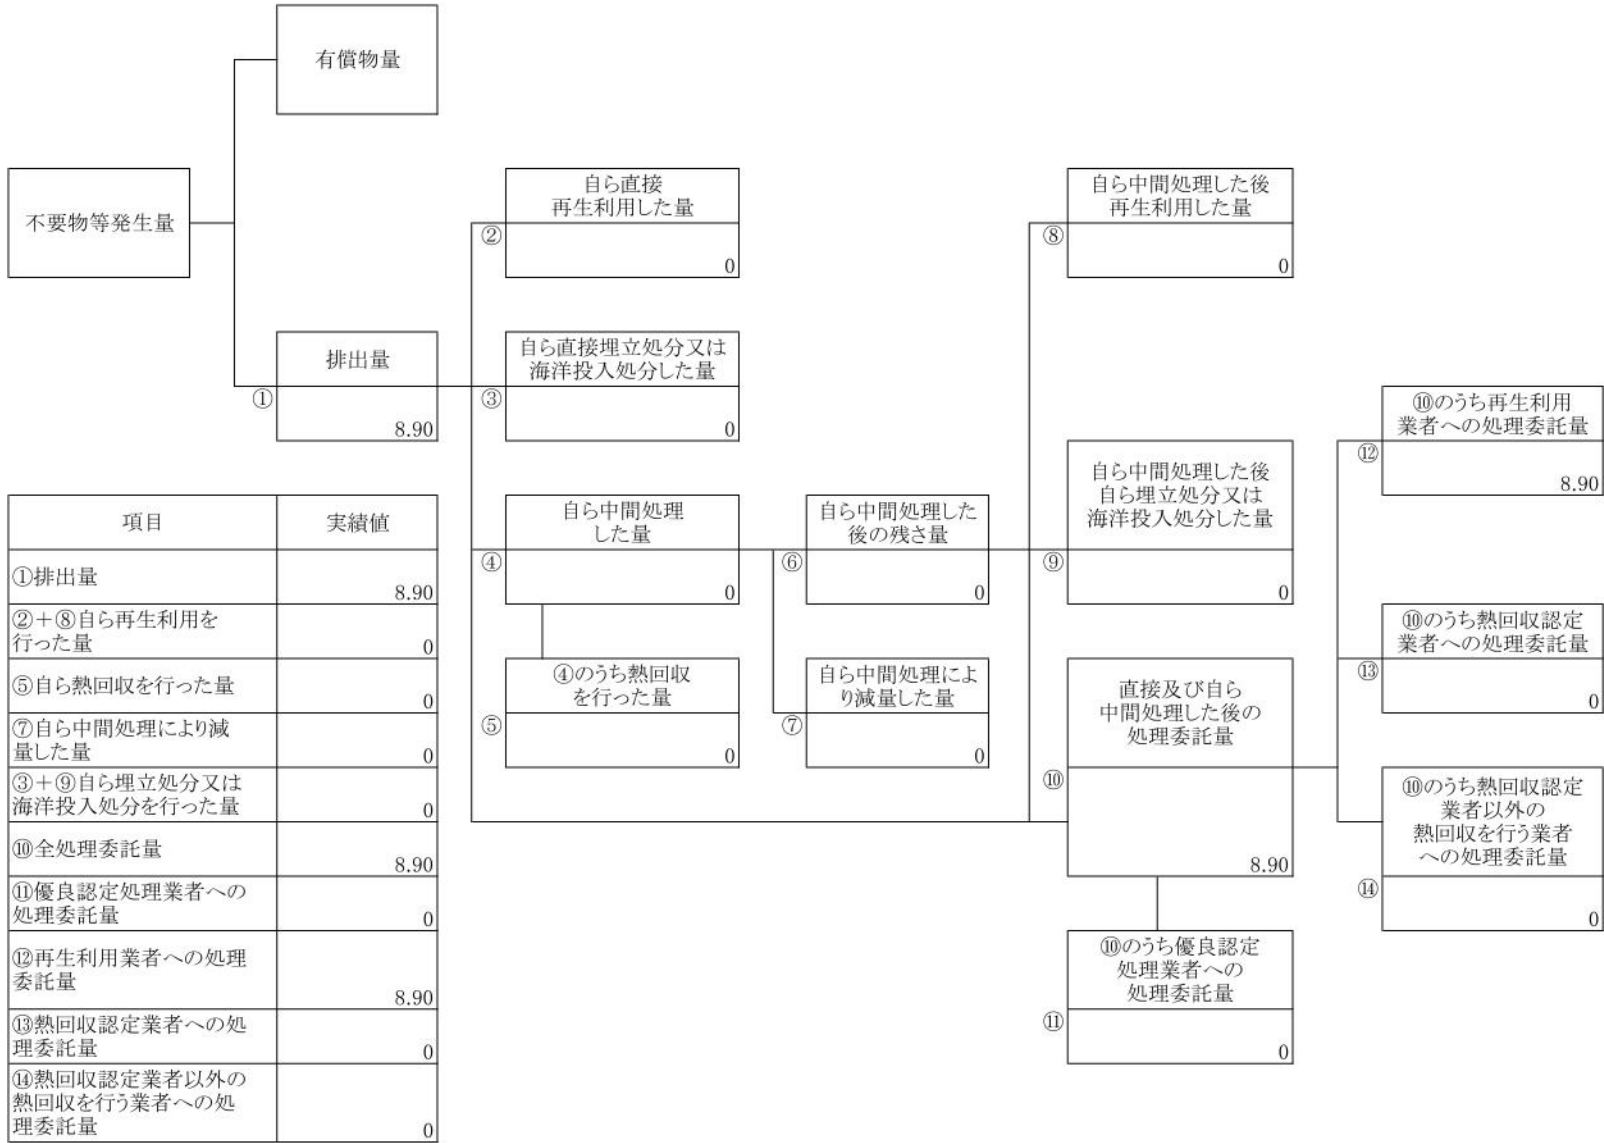 有償物量
不要物等発生量
自ら直接
再生利用した量
②
0
自ら中間処理した後
再生利用した量
⑧
0
排出量
①
8.90
自ら直接埋立処分又は
海洋投入処分した量
③
0
⑩のうち再生利用
業者への処理委託量
⑫
8.90
自ら中間処理
した量
④
0
自ら中間処理した
後の残さ量
⑥
0
自ら中間処理した後
自ら埋立処分又は
海洋投入処分した量
⑨
0
⑩のうち熱回収認定
業者への処理委託量
⑬
0
④のうち熱回収
を行った量
⑤
0
自ら中間処理によ
り減量した量
⑦
0
直接及び自ら
中間処理した後の
処理委託量
⑩
8.90
⑩のうち熱回収認定
業者以外の
熱回収を行う業者
への処理委託量
⑭
0
⑩のうち優良認定
処理業者への
処理委託量
⑪
0
項目 実績値
①排出量
8.90
②+⑧自ら再生利用を
行った量
0
⑤自ら熱回収を行った量
0
⑦自ら中間処理により減
量した量
0
③+⑨自ら埋立処分又は
海洋投入処分を行った量
0
⑩全処理委託量
8.90
⑪優良認定処理業者への
処理委託量
0
⑫再生利用業者への処理
委託量
8.90
⑬熱回収認定業者への処
理委託量
0
⑭熱回収認定業者以外の
熱回収を行う業者への処
理委託量
0